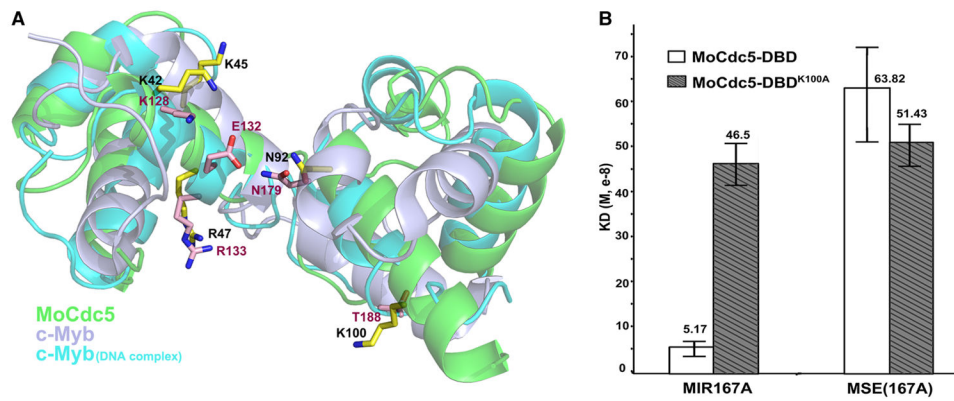 A
K45
K42
K128
E132
N92
N179
R47
R133
T188
K100
MoCdc5
c-Myb
c-Myb(DNA complex)
B
KD (M, e-8)
70
60
50
40
30
20
10
0
MoCdc5-DBD
MoCdc5-DBDK100A
63.82
51.43
46.5
5.17
MIR167A
MSE(167A)